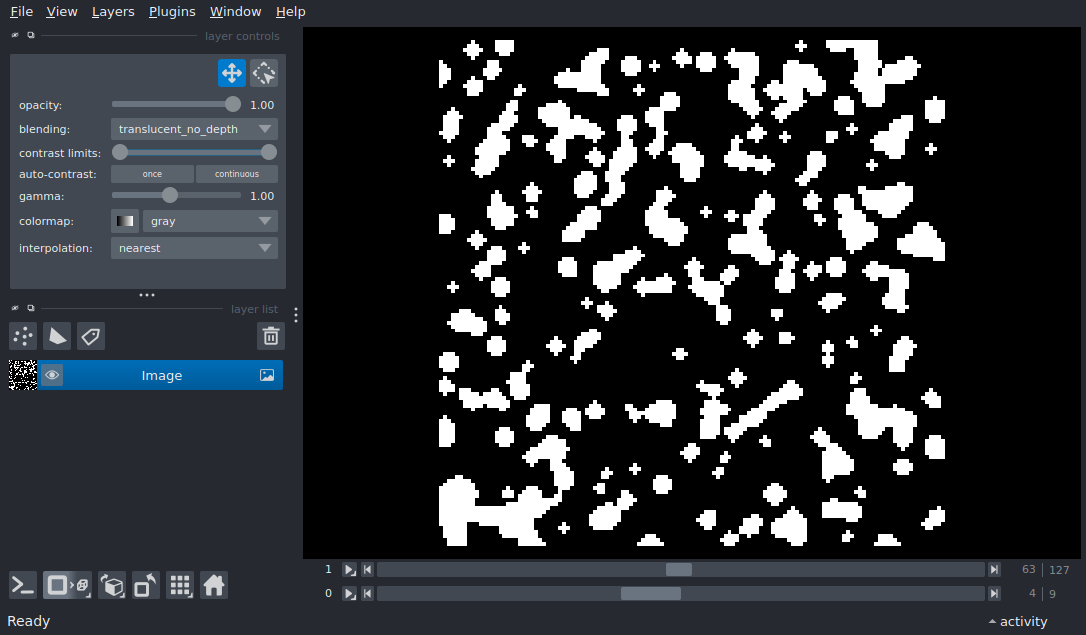 File View Layers Plugins Window Help
layer controls
opacity: 1.00
blending: translucent_no_depth
contrast limits:
auto-contrast: once continuous
gamma: 1.00
colormap: gray
interpolation: nearest
layer list
Image
1 63 127
0 4 9
Ready activity